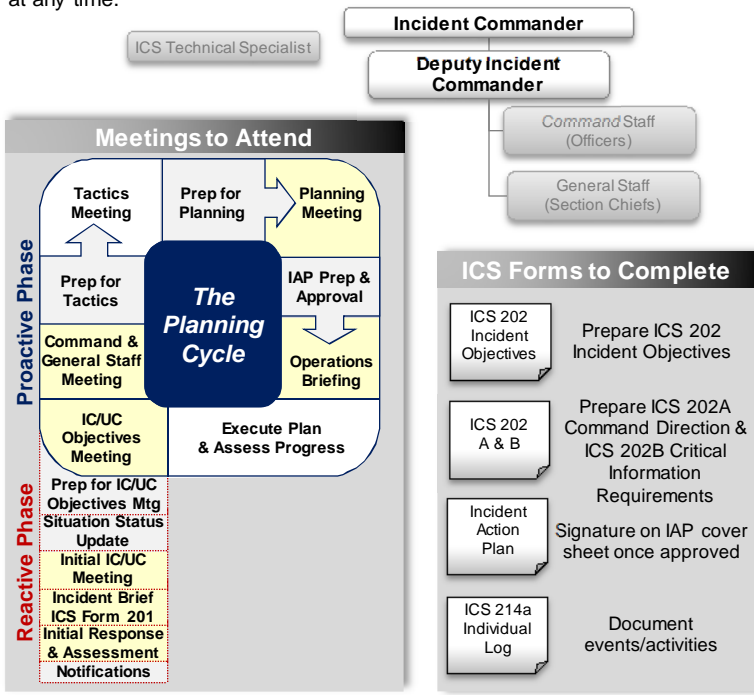 at any time.
Incident Commander
ICS Technical Specialist
Deputy Incident
Commander
Command Staff
(Officers)
General Staff
(Section Chiefs)
Meetings to Attend
Proactive Phase
Reactive Phase
Tactics
Meeting
Prep for
Planning
Planning
Meeting
Prep for
Tactics
The
Planning
Cycle
IAP Prep &
Approval
Command &
General Staff
Meeting
Operations
Briefing
IC/UC
Objectives
Meeting
Execute Plan
& Assess Progress
Prep for IC/UC
Objectives Mtg
Situation Status
Update
Initial IC/UC
Meeting
Incident Brief
ICS Form 201
Initial Response
& Assessment
Notifications
ICS Forms to Complete
ICS 202
Incident
Objectives
Prepare ICS 202
Incident Objectives
ICS 202
A & B
Prepare ICS 202A
Command Direction &
ICS 202B Critical
Information
Requirements
Incident
Action
Plan
Signature on IAP cover
sheet once approved
ICS 214a
Individual
Log
Document
events/activities